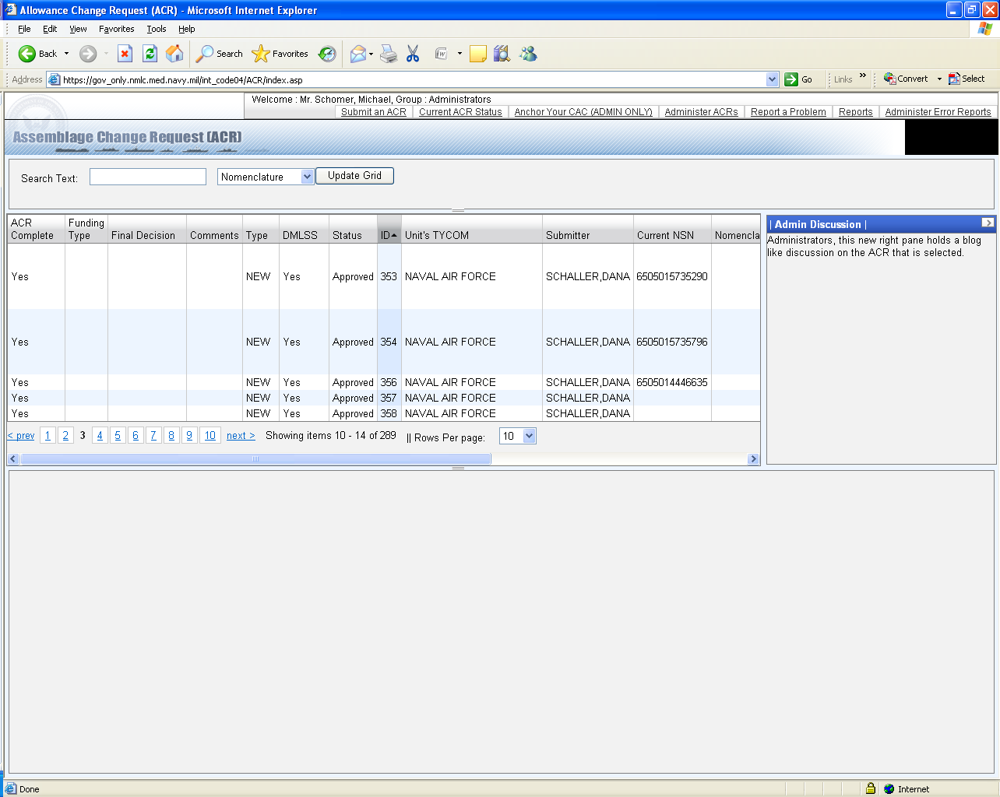 Allowance Change Request (ACR) - Microsoft Internet Explorer
File Edit View Favorites Tools Help
Back Search Favorites
Address https://gov_only.nmlc.med.navy.mil/int_code04/ACR/index.asp Go Links » Convert Select
Welcome : Mr. Schomer, Michael, Group : Administrators
Submit an ACR Current ACR Status Anchor Your CAC (ADMIN ONLY) Administer ACRs Report a Problem Reports Administer Error Reports
Assemblage Change Request (ACR)
Search Text: Nomenclature Update Grid
ACR Complete Funding Type Final Decision Comments Type DMLSS Status ID Unit's TYCOM Submitter Current NSN Nomencla
Yes NEW Yes Approved 353 NAVAL AIR FORCE SCHALLER,DANA 6505015735290
Yes NEW Yes Approved 354 NAVAL AIR FORCE SCHALLER,DANA 6505015735796
Yes NEW Yes Approved 356 NAVAL AIR FORCE SCHALLER,DANA 6505014446635
Yes NEW Yes Approved 357 NAVAL AIR FORCE SCHALLER,DANA
Yes NEW Yes Approved 358 NAVAL AIR FORCE SCHALLER,DANA
< prev 1 2 3 4 5 6 7 8 9 10 next > Showing items 10 - 14 of 289 || Rows Per page: 10
| Admin Discussion |
Administrators, this new right pane holds a blog
like discussion on the ACR that is selected.
Done Internet